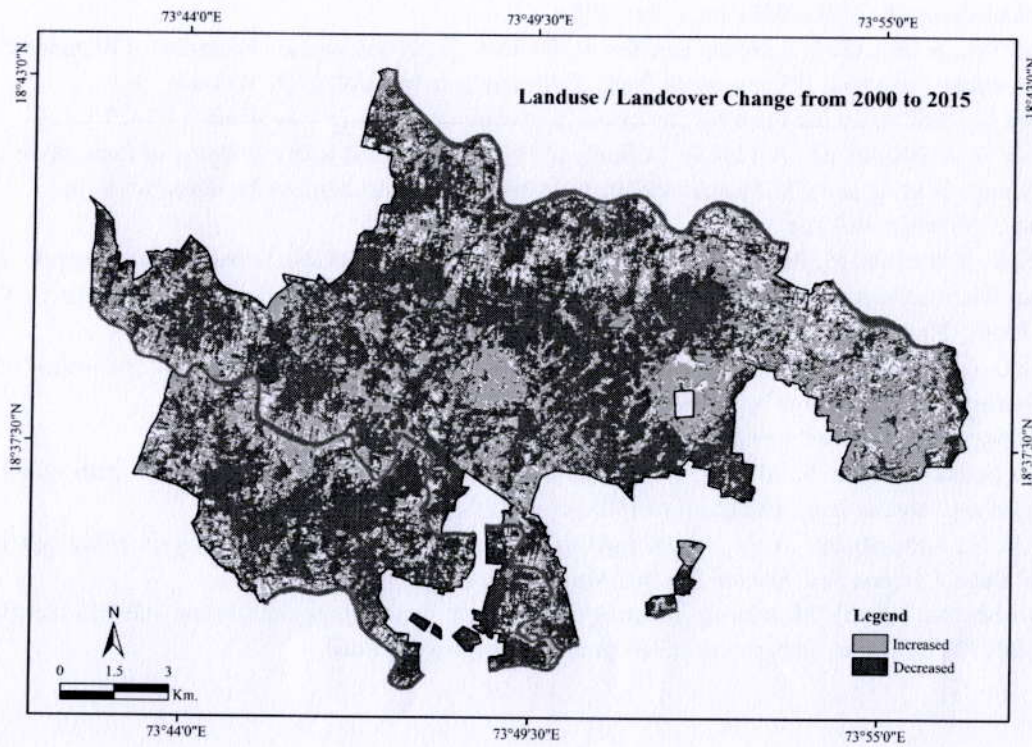 73°44'0"E
73°49'30"E
73°55'0"E
18°43'0"N
18°43'0"N
Landuse / Landcover Change from 2000 to 2015
18°37'30"N
18°37'30"N
N
0 1.5 3
Km.
Legend
Increased
Decreased
73°44'0"E
73°49'30"E
73°55'0"E